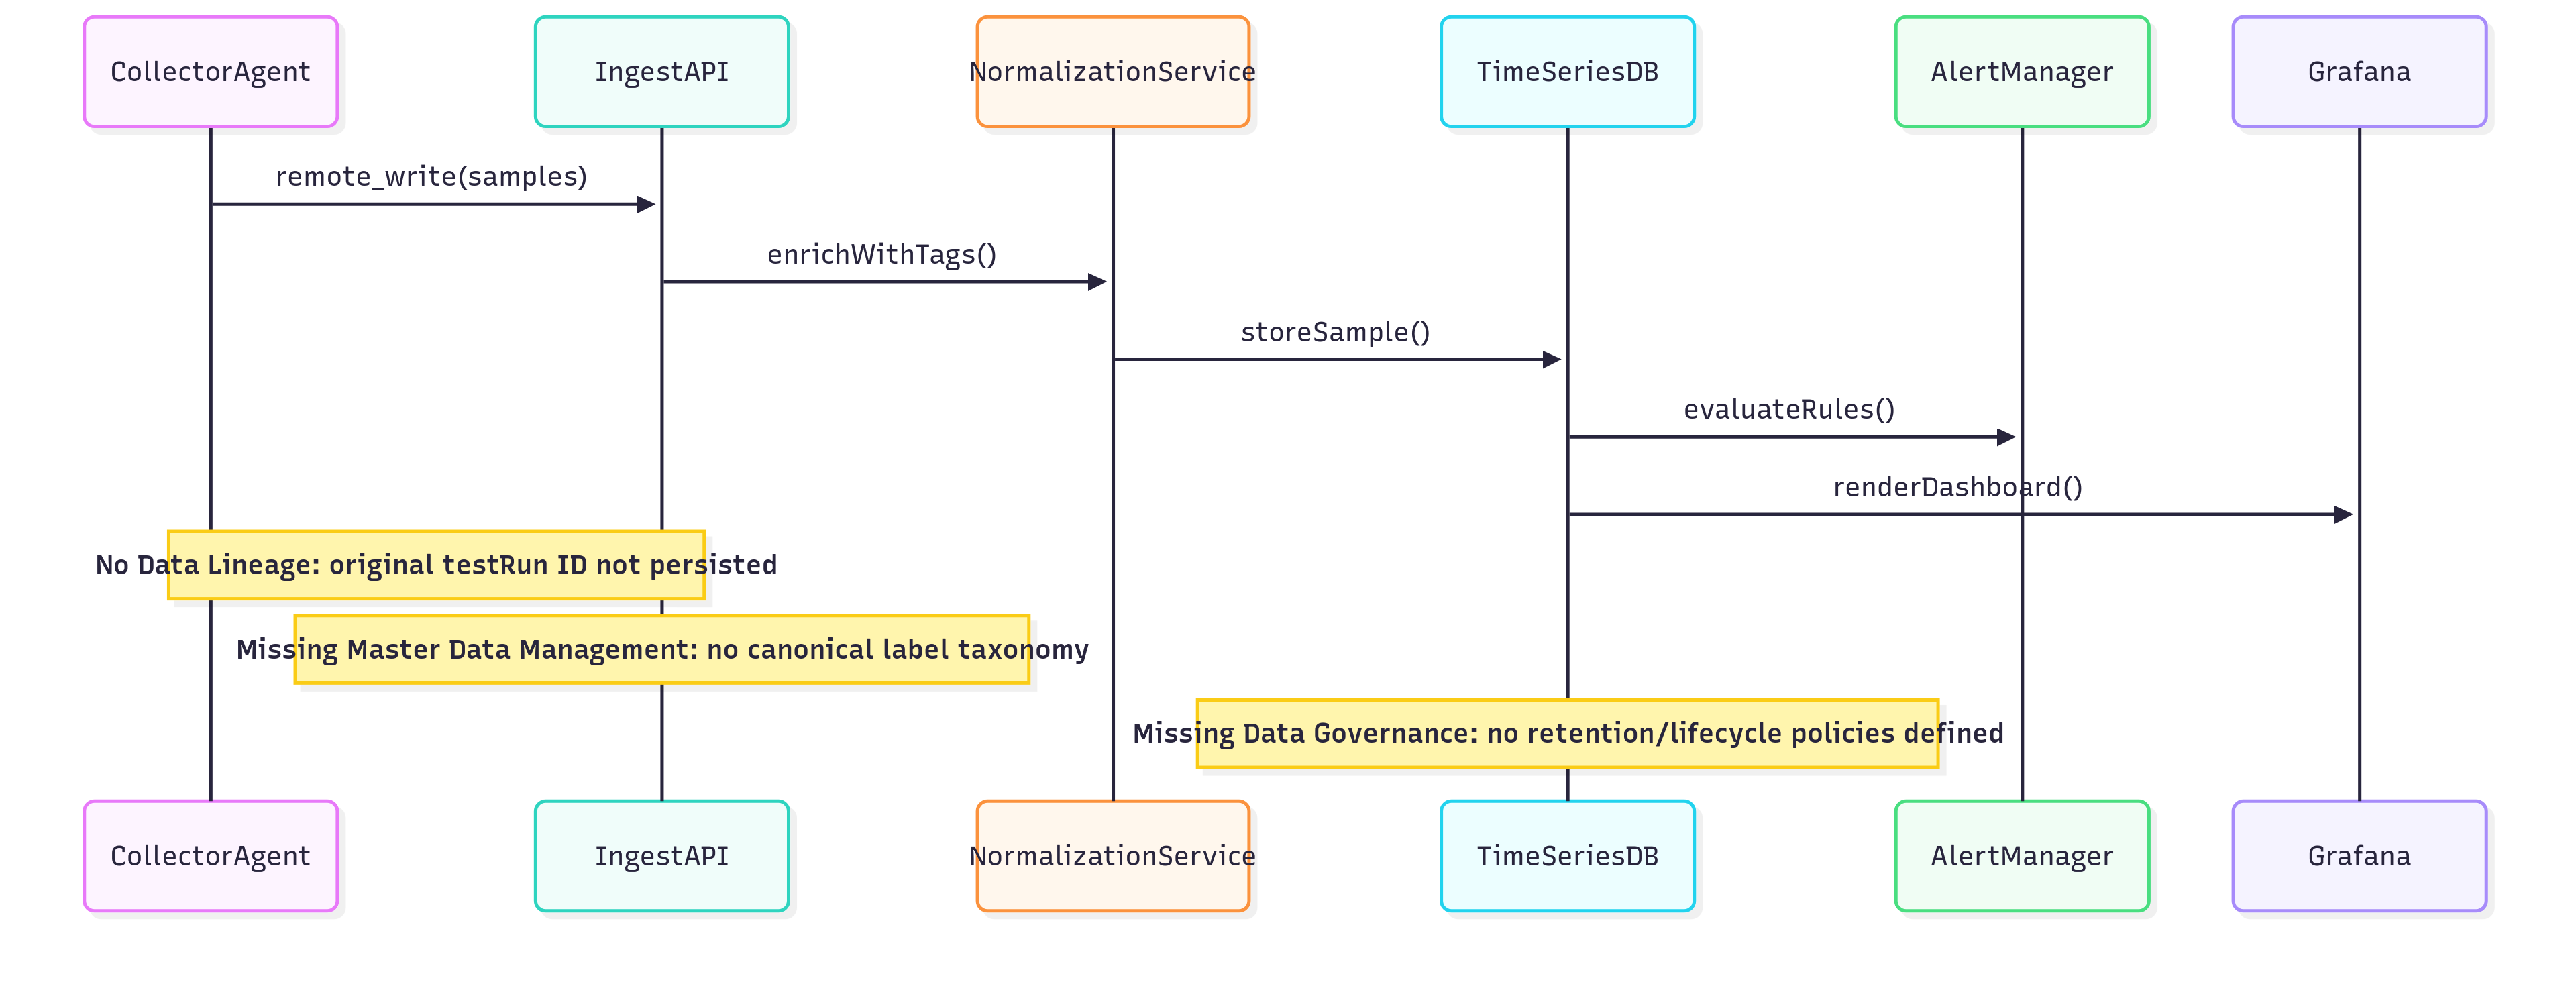 CollectorAgent
IngestAPI
NormalizationService
TimeSeriesDB
AlertManager
Grafana
remote_write(samples)
enrichWithTags()
storeSample()
evaluateRules()
renderDashboard()
No Data Lineage: original testRun ID not persisted
Missing Master Data Management: no canonical label taxonomy
Missing Data Governance: no retention/lifecycle policies defined
CollectorAgent
IngestAPI
NormalizationService
TimeSeriesDB
AlertManager
Grafana